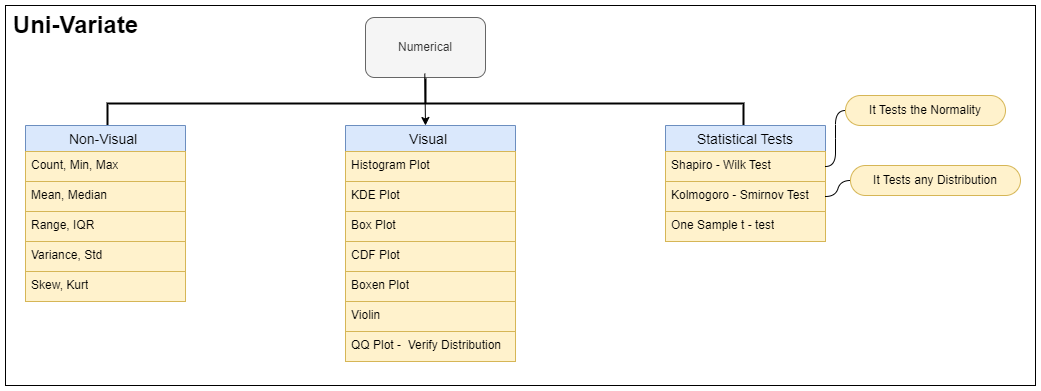 Uni-Variate
Numerical
Non-Visual
Count, Min, Max
Mean, Median
Range, IQR
Variance, Std
Skew, Kurt
Visual
Histogram Plot
KDE Plot
Box Plot
CDF Plot
Boxen Plot
Violin
QQ Plot -  Verify Distribution
Statistical Tests
Shapiro - Wilk Test
Kolmogoro - Smirnov Test
One Sample t - test
It Tests the Normality
It Tests any Distribution